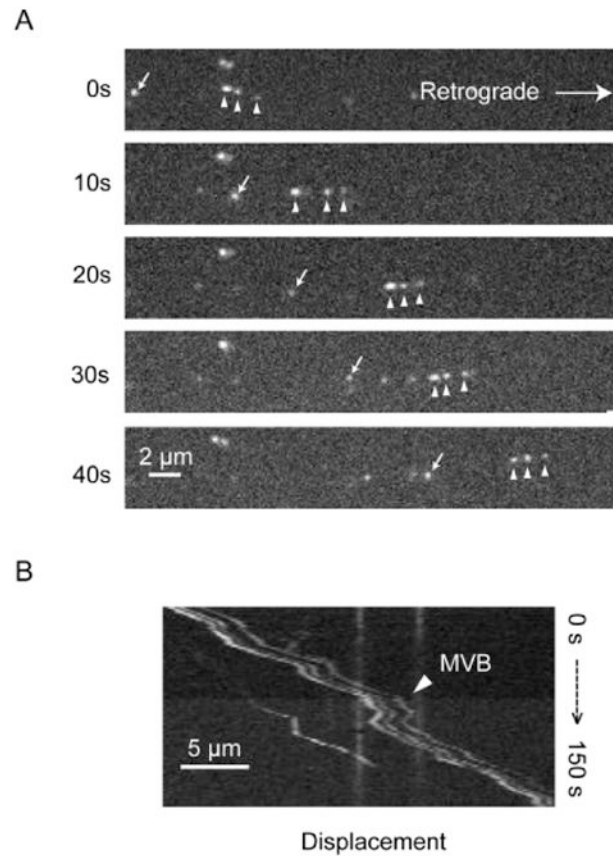 A
0s
Retrograde
10s
20s
30s
40s
2 μm
B
0 s
MVB
5 μm
150 s
Displacement